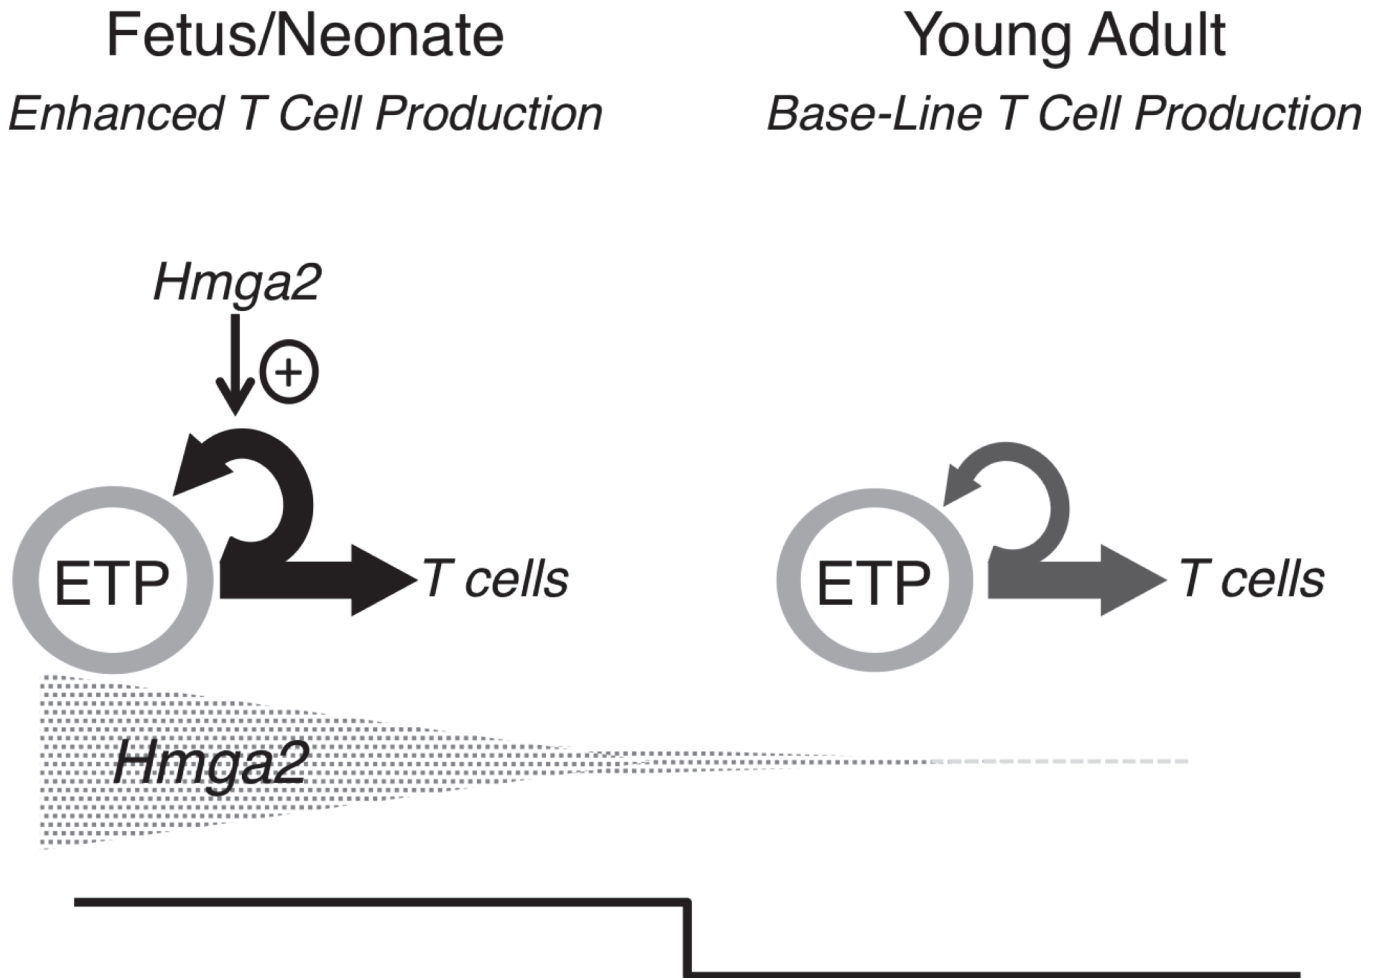 Fetus/Neonate
Enhanced T Cell Production
Young Adult
Base-Line T Cell Production
Hmga2
+
ETP
T cells
ETP
T cells
Hmga2